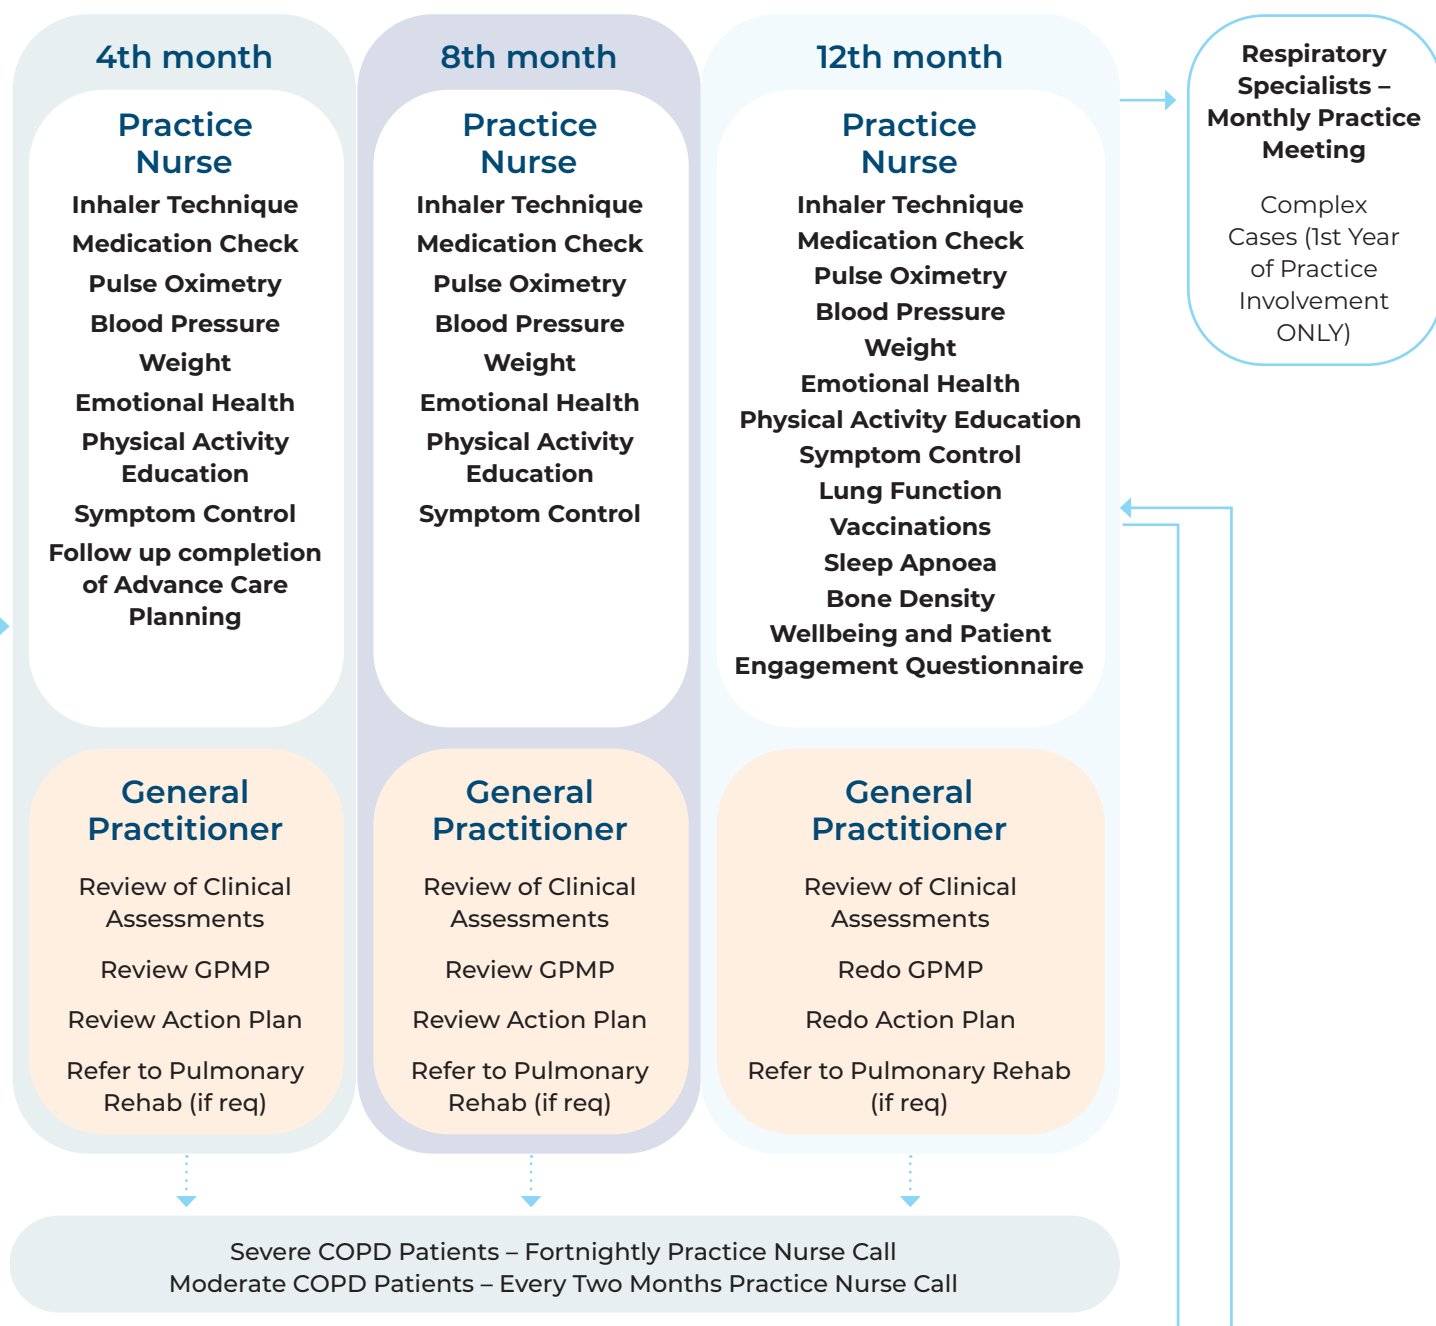 4th month
Practice
Nurse
Inhaler Technique
Medication Check
Pulse Oximetry
Blood Pressure
Weight
Emotional Health
Physical Activity
Education
Symptom Control
Follow up completion
of Advance Care
Planning
General
Practitioner
Review of Clinical
Assessments
Review GPMP
Review Action Plan
Refer to Pulmonary
Rehab (if req)
8th month
Practice
Nurse
Inhaler Technique
Medication Check
Pulse Oximetry
Blood Pressure
Weight
Emotional Health
Physical Activity
Education
Symptom Control
General
Practitioner
Review of Clinical
Assessments
Review GPMP
Review Action Plan
Refer to Pulmonary
Rehab (if req)
12th month
Practice
Nurse
Inhaler Technique
Medication Check
Pulse Oximetry
Blood Pressure
Weight
Emotional Health
Physical Activity Education
Symptom Control
Lung Function
Vaccinations
Sleep Apnoea
Bone Density
Wellbeing and Patient
Engagement Questionnaire
General
Practitioner
Review of Clinical
Assessments
Redo GPMP
Redo Action Plan
Refer to Pulmonary Rehab
(if req)
Respiratory
Specialists –
Monthly Practice
Meeting
Complex
Cases (1st Year
of Practice
Involvement
ONLY)
Severe COPD Patients – Fortnightly Practice Nurse Call
Moderate COPD Patients – Every Two Months Practice Nurse Call